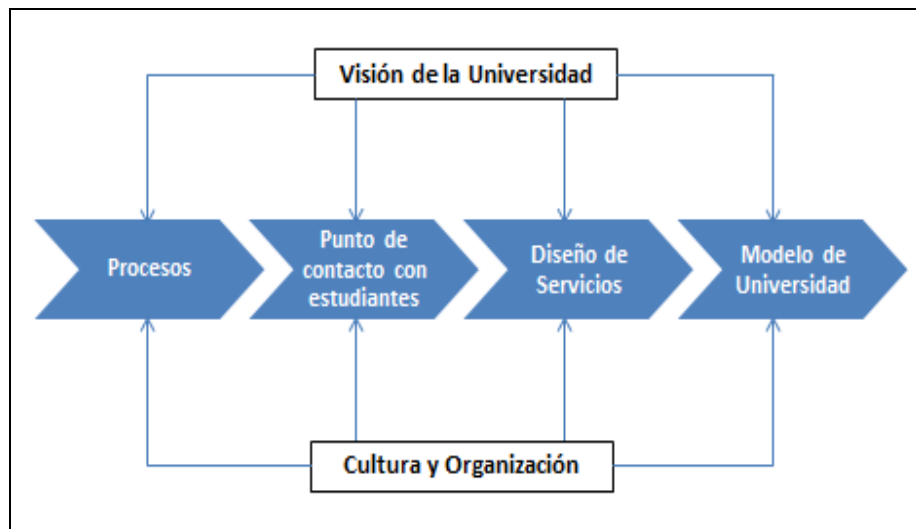 Visión de la Universidad
Procesos
Punto de
contacto con
estudiantes
Diseño de
Servicios
Modelo de
Universidad
Cultura y Organización